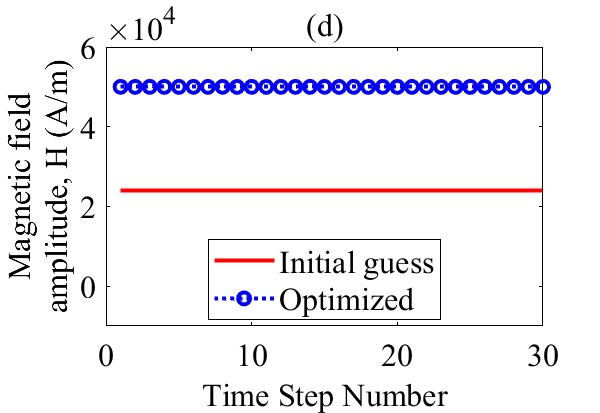 (d)
×10⁴
6
4
2
0
Magnetic field
amplitude, H (A/m)
Initial guess
Optimized
0 10 20 30
Time Step Number